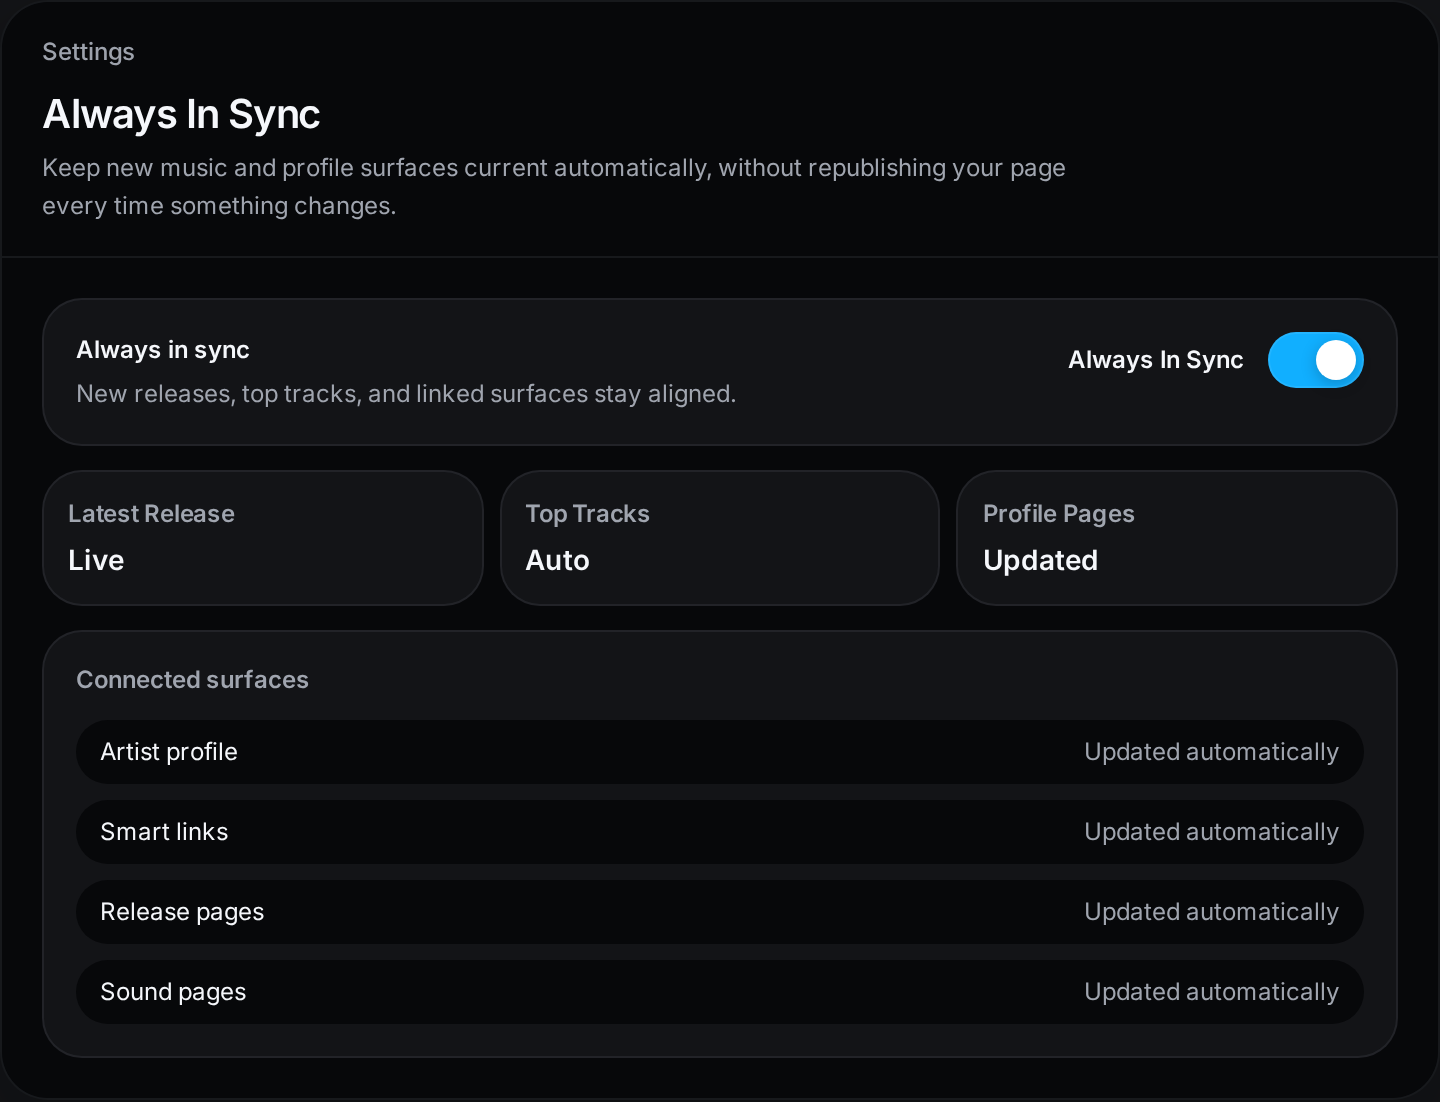 Settings
Always In Sync
Keep new music and profile surfaces current automatically, without republishing your page
every time something changes.
Always in sync
Always In Sync
New releases, top tracks, and linked surfaces stay aligned.
Latest Release
Live
Top Tracks
Auto
Profile Pages
Updated
Connected surfaces
Artist profile
Updated automatically
Smart links
Updated automatically
Release pages
Updated automatically
Sound pages
Updated automatically